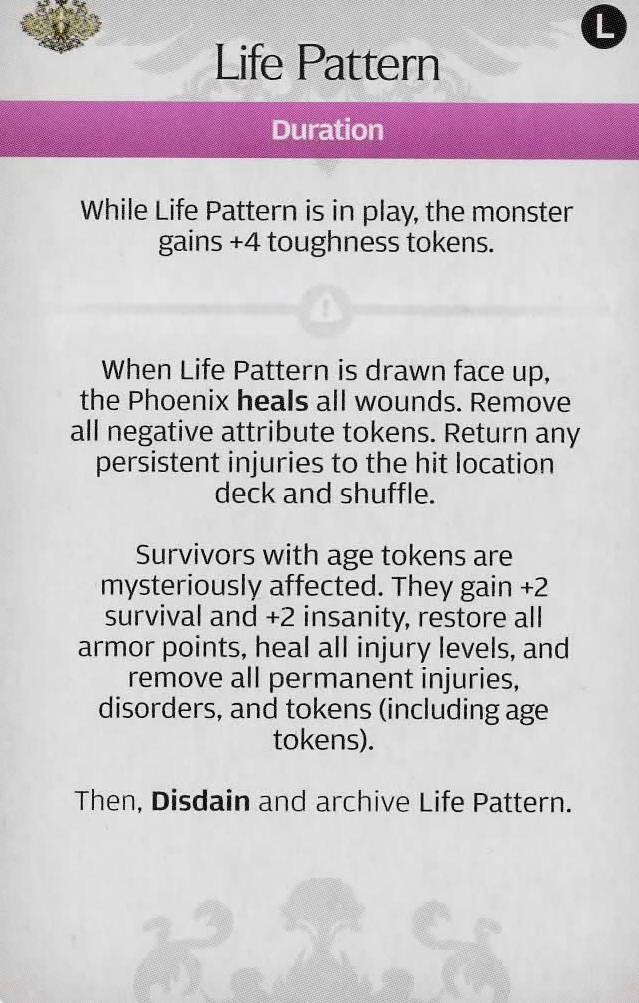 L
Life Pattern
Duration
While Life Pattern is in play, the monster
gains +4 toughness tokens.
When Life Pattern is drawn face up,
the Phoenix heals all wounds. Remove
all negative attribute tokens. Return any
persistent injuries to the hit location
deck and shuffle.
Survivors with age tokens are
mysteriously affected. They gain +2
survival and +2 insanity, restore all
armor points, heal all injury levels, and
remove all permanent injuries,
disorders, and tokens (including age
tokens).
Then, Disdain and archive Life Pattern.